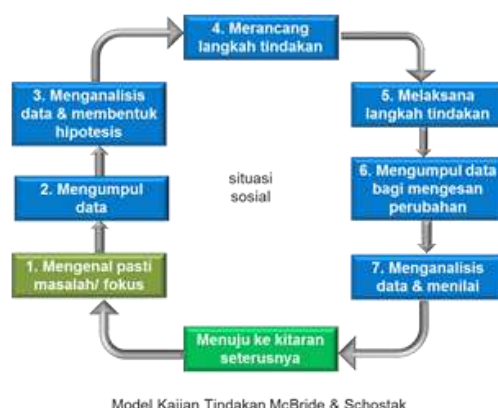 1. Mengenal pasti
masalah/ fokus
2. Mengumpul
data
3. Menganalisis
data & membentuk
hipotesis
4. Merancang
langkah tindakan
5. Melaksana
langkah tindakan
6. Mengumpul data
bagi mengesan
perubahan
7. Menganalisis
data & menilai
Menuju ke kitaran
seterusnya
situasi
sosial
Model Kajian Tindakan McBride & Schostak